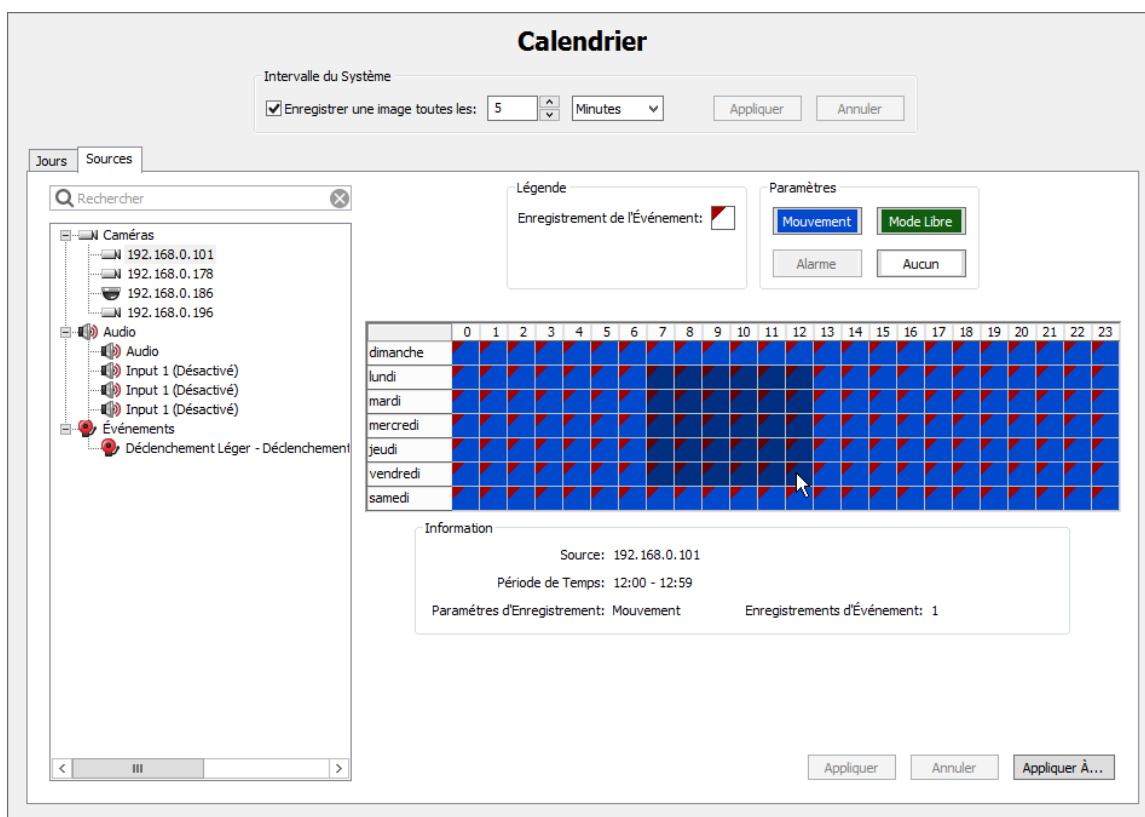 Calendrier
Intervalle du Système
Enregistrer une image toutes les: 5 Minutes Appliquer Annuler
Jours Sources
Rechercher
Caméras
192.168.0.101
192.168.0.178
192.168.0.186
192.168.0.196
Audio
Audio
Input 1 (Désactivé)
Input 1 (Désactivé)
Input 1 (Désactivé)
Événements
Déclenchement Léger - Déclenchement
Légende
Enregistrement de l'Événement:
Paramètres
Mouvement Mode Libre
Alarme Aucun
0 1 2 3 4 5 6 7 8 9 10 11 12 13 14 15 16 17 18 19 20 21 22 23
dimanche
lundi
mardi
mercredi
jeudi
vendredi
samedi
Information
Source: 192.168.0.101
Période de Temps: 12:00 - 12:59
Paramétres d'Enregistrement: Mouvement Enregistrements d'Événement: 1
Appliquer Annuler Appliquer À...